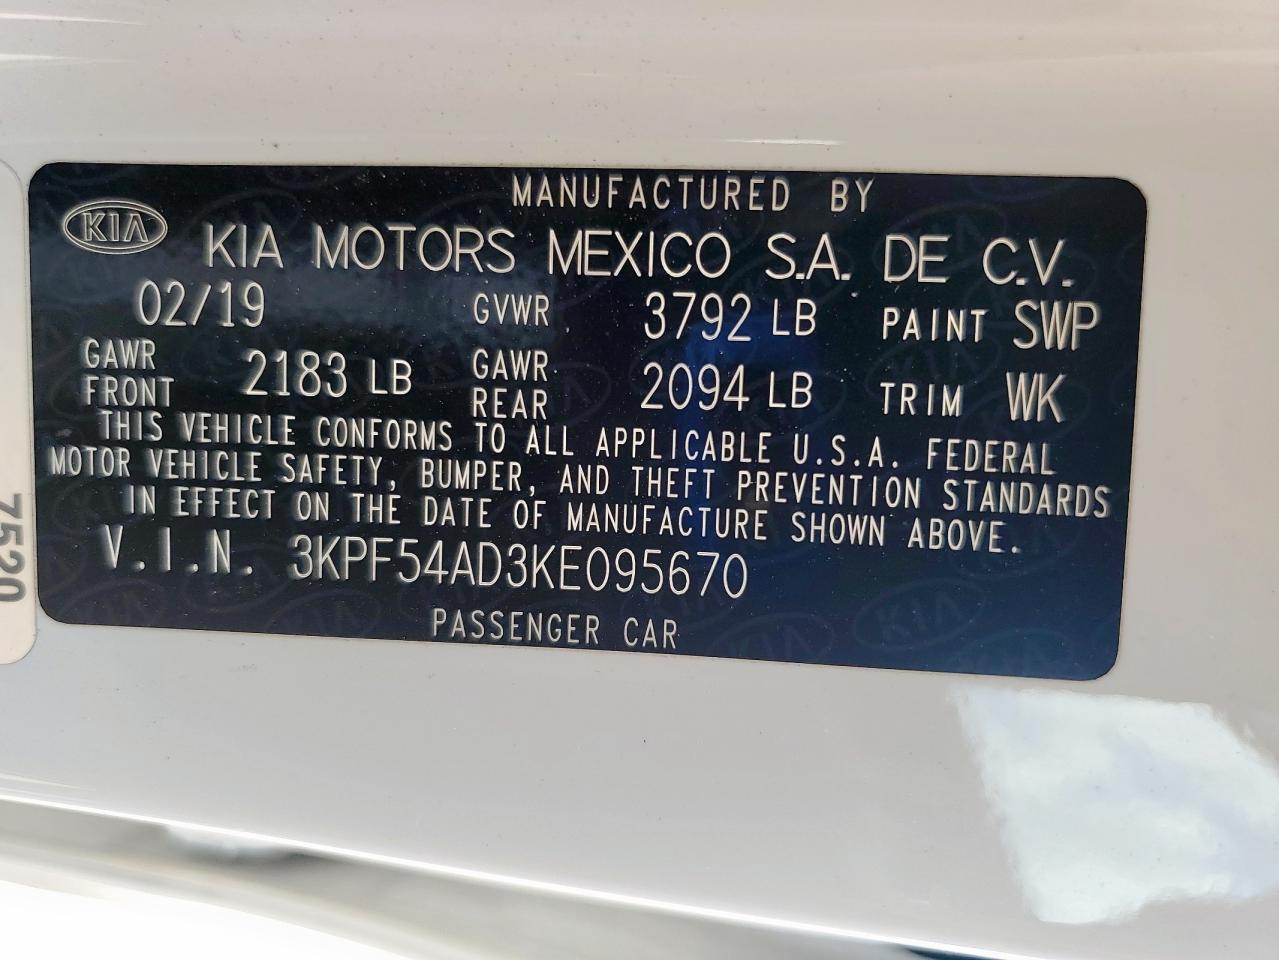 MANUFACTURED BY
KIA KIA MOTORS MEXICO S.A. DE C.V.
02/19 GVWR 3792 LB PAINT SWP
GAWR FRONT 2183 LB GAWR REAR 2094 LB TRIM WK
THIS VEHICLE CONFORMS TO ALL APPLICABLE U.S.A. FEDERAL
MOTOR VEHICLE SAFETY, BUMPER, AND THEFT PREVENTION STANDARDS
IN EFFECT ON THE DATE OF MANUFACTURE SHOWN ABOVE.
V.I.N. 3KPF54AD3KE095670
PASSENGER CAR
7520